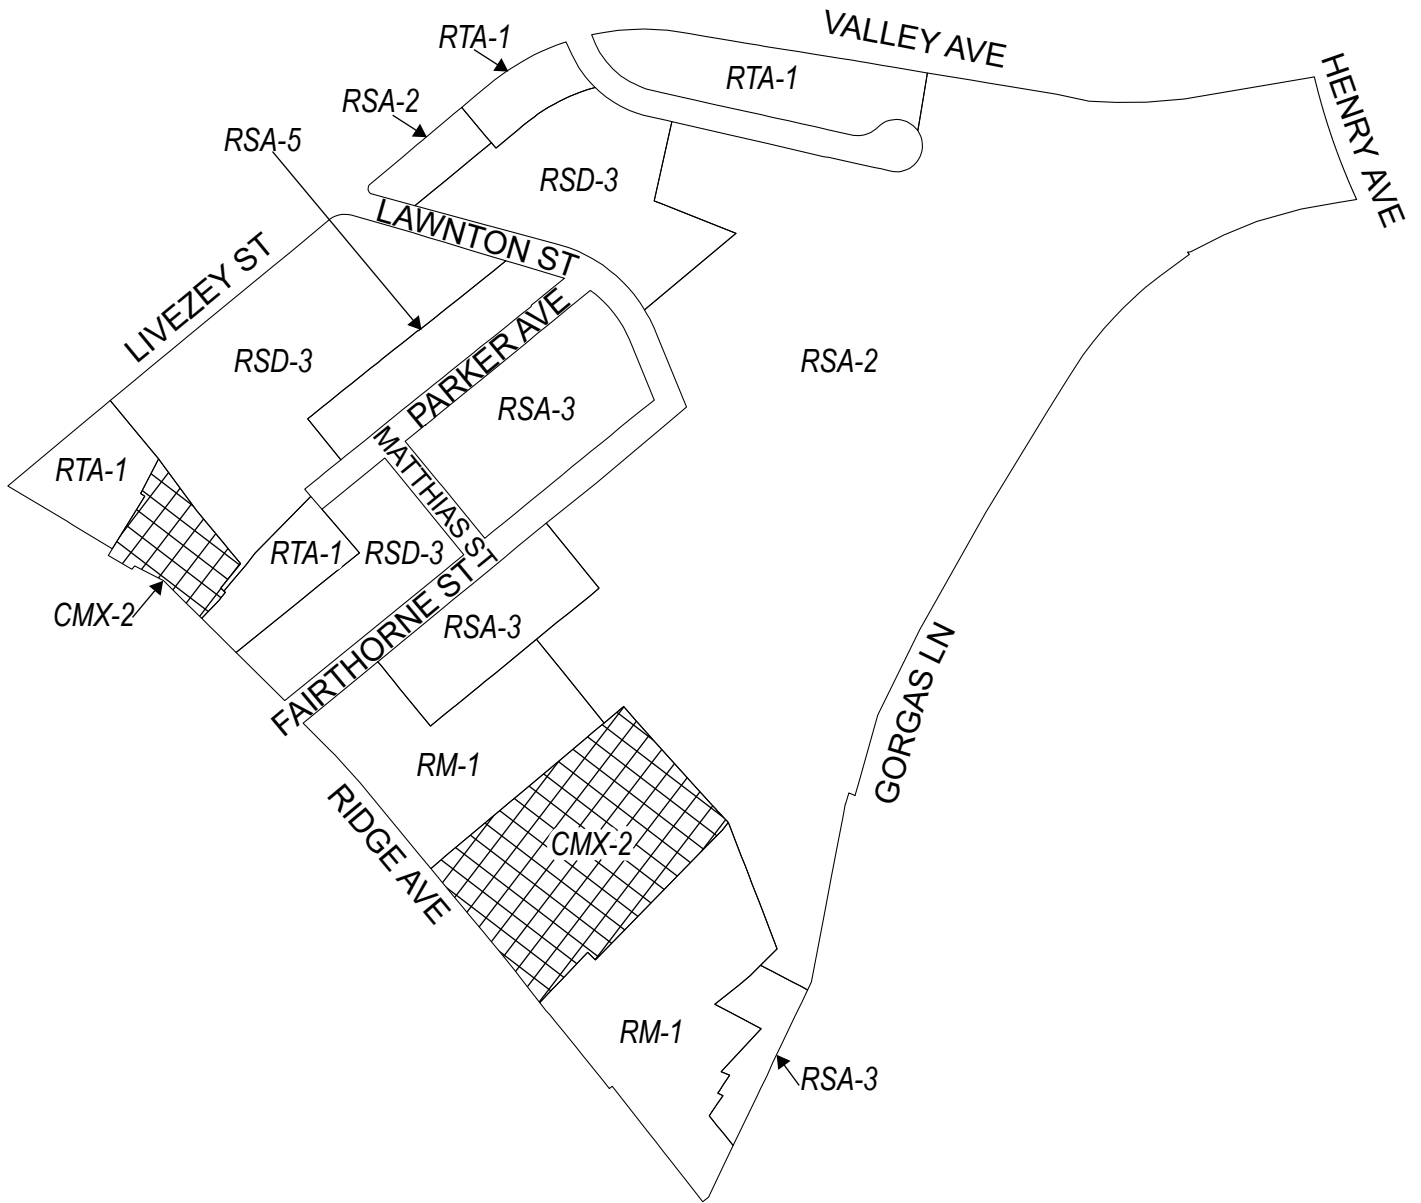 VALLEY AVE
RTA-1
HENRY AVE
RTA-1
RSA-2
RSA-5
RSD-3
LAWNTON ST
LIVEZEY ST
PARKER AVE
RSD-3
RSA-2
RSA-3
MATTHIAS ST
RTA-1
RTA-1
RSD-3
CMX-2
RSA-3
FAIRTHORNE ST
GORGAS LN
RM-1
CMX-2
RIDGE AVE
RM-1
RSA-3